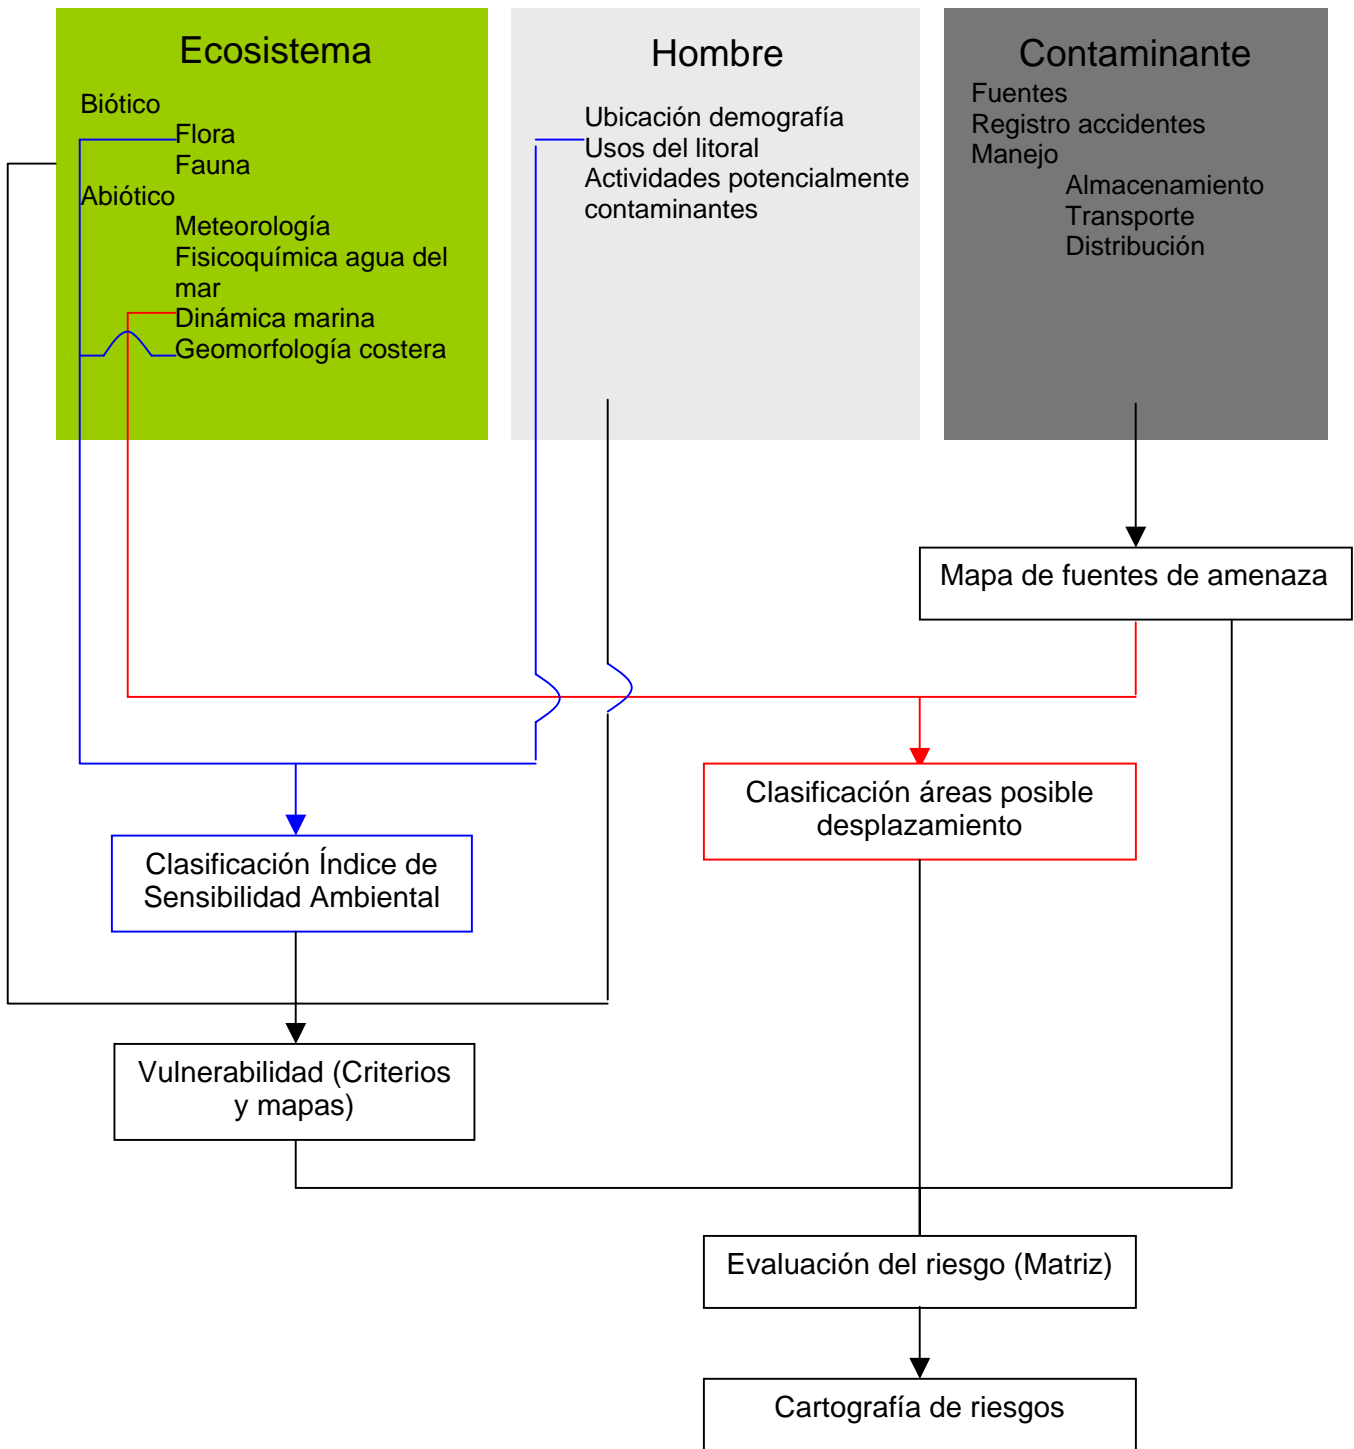 Ecosistema
Biótico
Flora
Fauna
Abiótico
Meteorología
Fisicoquímica agua del
mar
Dinámica marina
Geomorfología costera
Hombre
Ubicación demografía
Usos del litoral
Actividades potencialmente
contaminantes
Contaminante
Fuentes
Registro accidentes
Manejo
Almacenamiento
Transporte
Distribución
Mapa de fuentes de amenaza
Clasificación áreas posible
desplazamiento
Clasificación Índice de
Sensibilidad Ambiental
Vulnerabilidad (Criterios
y mapas)
Evaluación del riesgo (Matriz)
Cartografía de riesgos